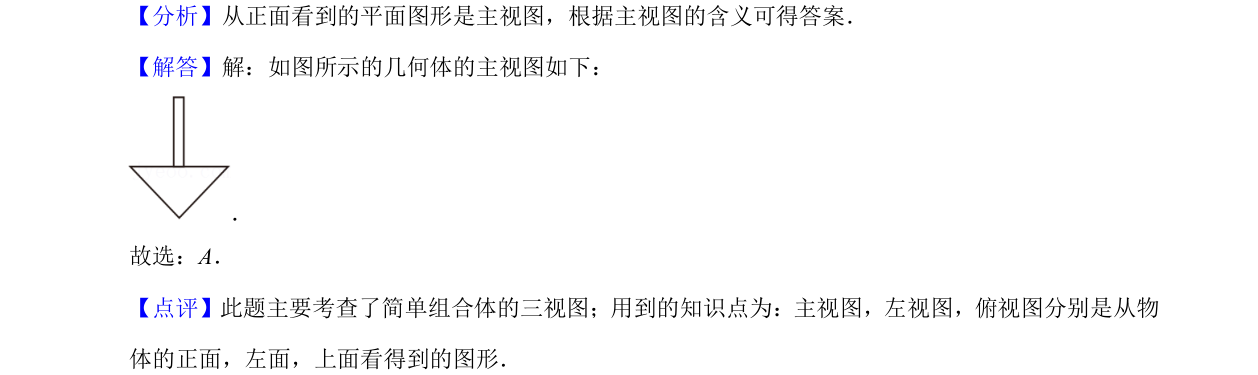 【分析】从正面看到的平面图形是主视图，根据主视图的含义可得答案．
【解答】解：如图所示的几何体的主视图如下：
．
故选：A．
【点评】此题主要考查了简单组合体的三视图；用到的知识点为：主视图，左视图，俯视图分别是从物
体的正面，左面，上面看得到的图形．